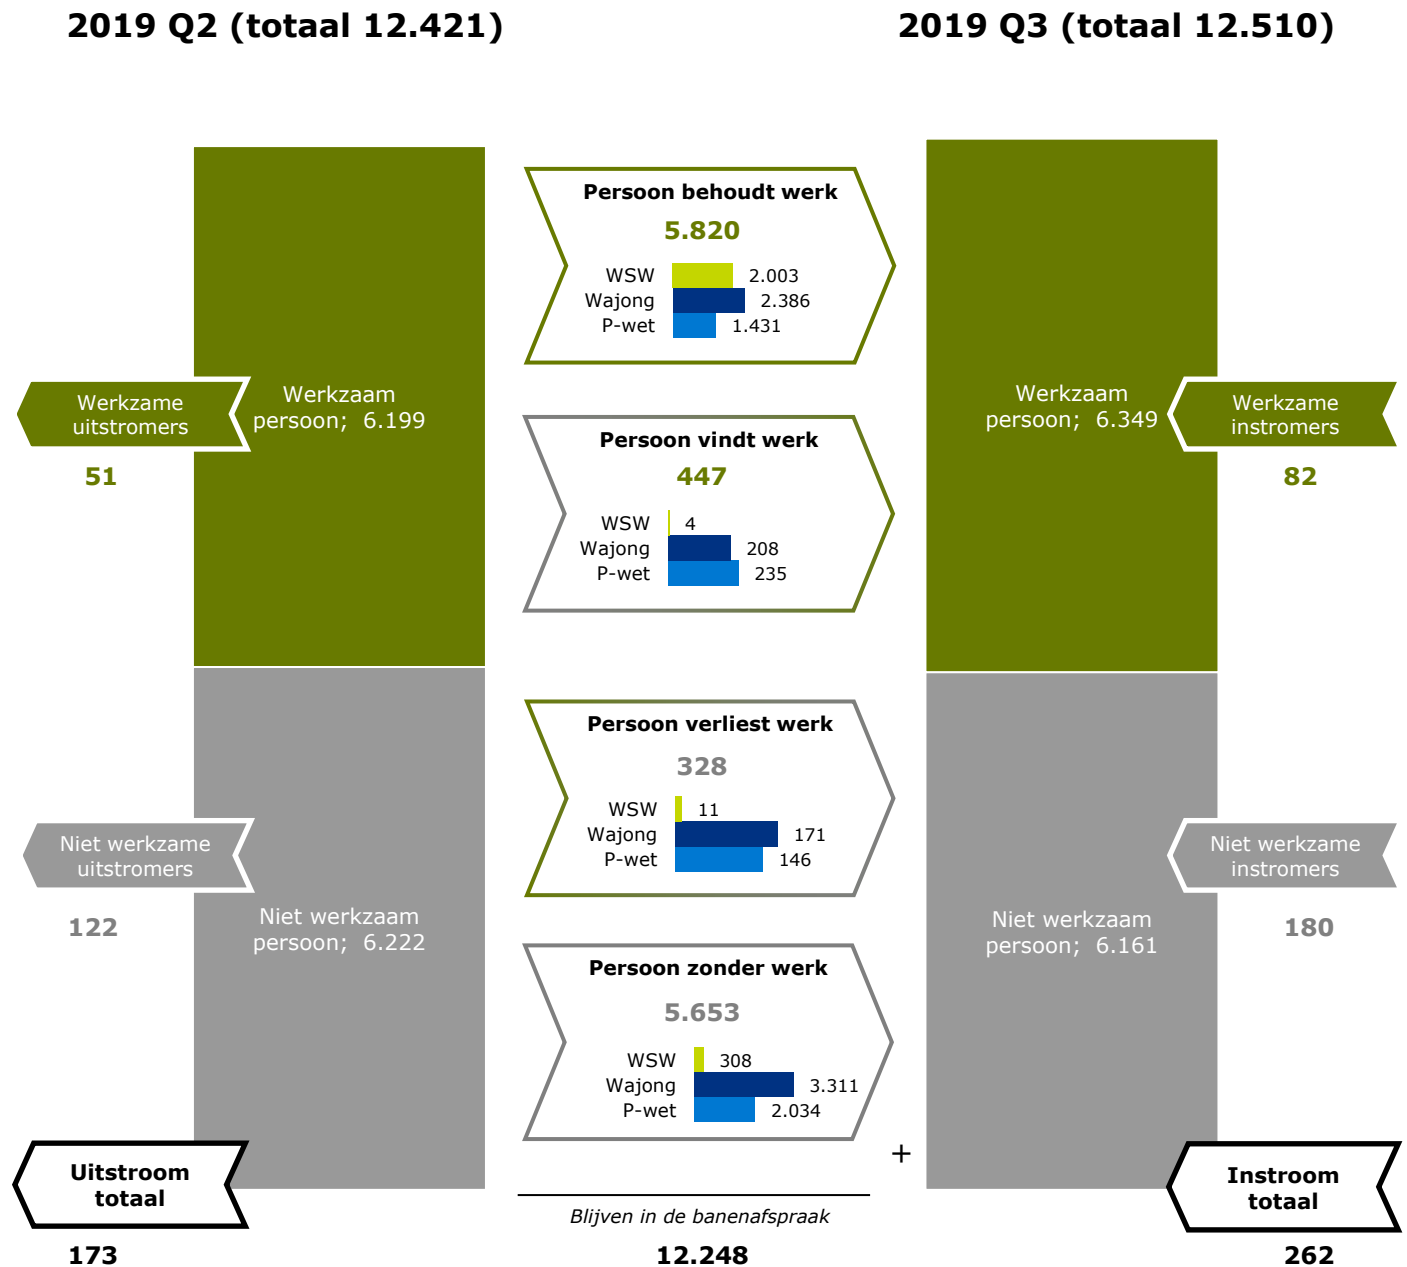 2019 Q2 (totaal 12.421)
2019 Q3 (totaal 12.510)
Werkzame
uitstromers
51
Werkzaam
persoon; 6.199
Niet werkzame
uitstromers
122
Niet werkzaam
persoon; 6.222
Uitstroom
totaal
173
Persoon behoudt werk
5.820
WSW 2.003
Wajong 2.386
P-wet 1.431
Persoon vindt werk
447
WSW 4
Wajong 208
P-wet 235
Persoon verliest werk
328
WSW 11
Wajong 171
P-wet 146
Persoon zonder werk
5.653
WSW 308
Wajong 3.311
P-wet 2.034
+
Blijven in de banenafspraak
12.248
Werkzaam
persoon; 6.349
Werkzame
instromers
82
Niet werkzaam
persoon; 6.161
Niet werkzame
instromers
180
Instroom
totaal
262